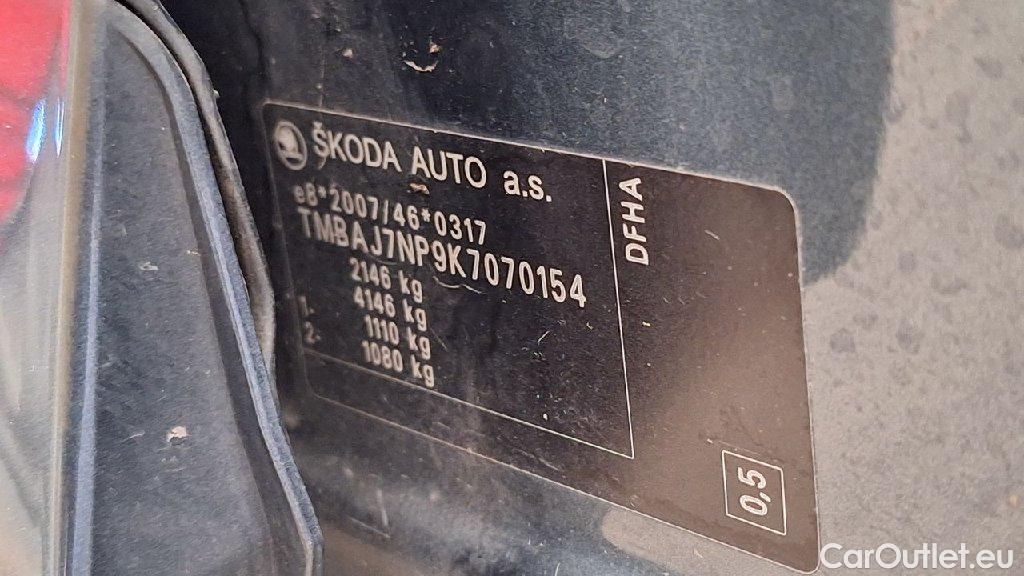 ŠKODA AUTO a.s.
e8*2007/46*0317
TMBAJ7NP9K7070154
2146 kg
4146 kg
1. 1110 kg
2. 1080 kg
DFHA
0,5
CarOutlet.eu